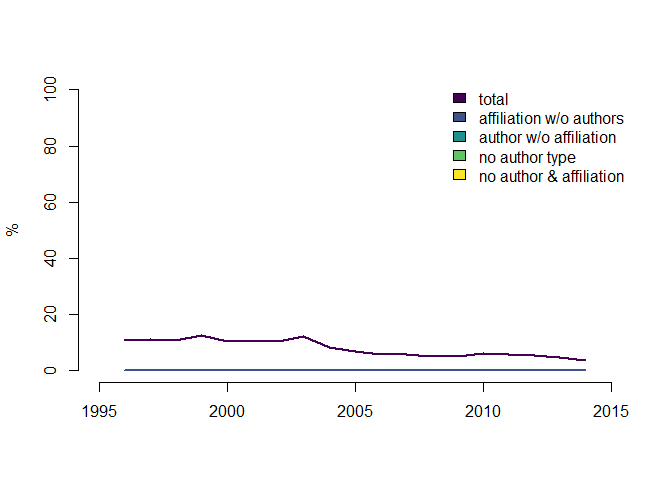 total
affiliation w/o authors
author w/o affiliation
no author type
no author & affiliation
%
100
80
60
40
20
0
1995 2000 2005 2010 2015